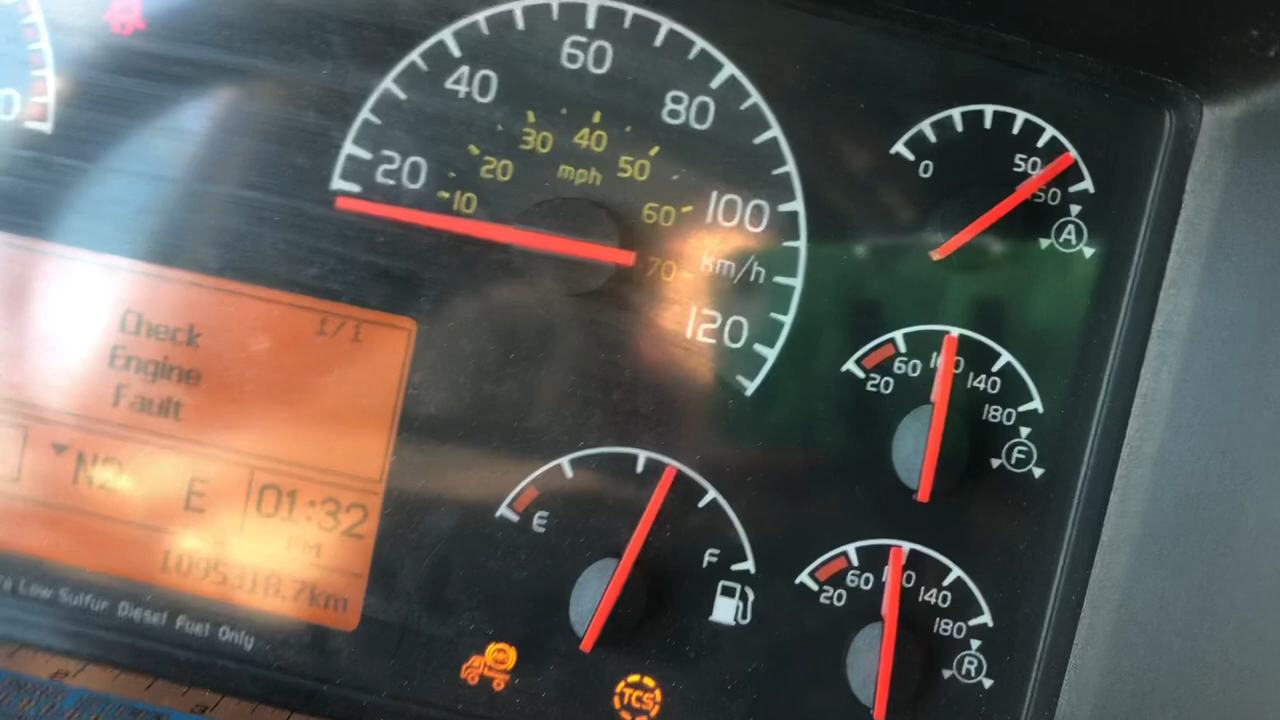 60
40
80
20
100
120
km/h
30
40
20
50
mph
10
60
70
0
50
A
Check
Engine
Fault
1/1
N2
E
01:32
PM
1095318.7km
Low Sulfur Diesel Fuel Only
E
F
20
60
140
180
F
20
60
140
180
R
TCS